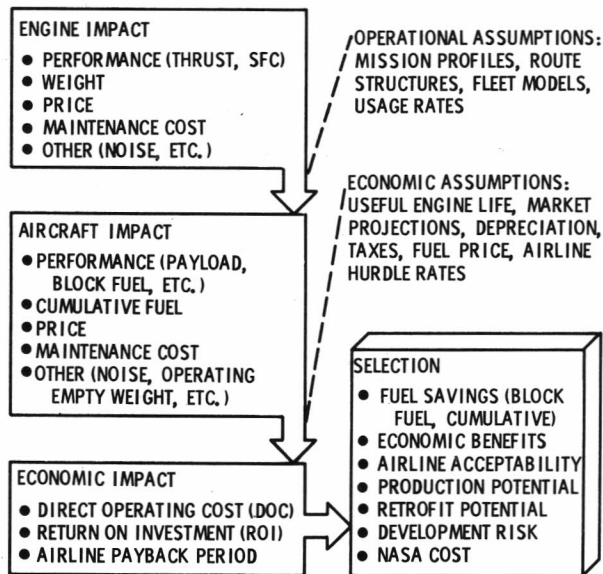 ENGINE IMPACT
● PERFORMANCE (THRUST, SFC)
● WEIGHT
● PRICE
● MAINTENANCE COST
● OTHER (NOISE, ETC.)
OPERATIONAL ASSUMPTIONS:
MISSION PROFILES, ROUTE
STRUCTURES, FLEET MODELS,
USAGE RATES
AIRCRAFT IMPACT
● PERFORMANCE (PAYLOAD,
BLOCK FUEL, ETC.)
● CUMULATIVE FUEL
● PRICE
● MAINTENANCE COST
● OTHER (NOISE, OPERATING
EMPTY WEIGHT, ETC.)
ECONOMIC ASSUMPTIONS:
USEFUL ENGINE LIFE, MARKET
PROJECTIONS, DEPRECIATION,
TAXES, FUEL PRICE, AIRLINE
HURDLE RATES
ECONOMIC IMPACT
● DIRECT OPERATING COST (DOC)
● RETURN ON INVESTMENT (ROI)
● AIRLINE PAYBACK PERIOD
SELECTION
● FUEL SAVINGS (BLOCK
FUEL, CUMULATIVE)
● ECONOMIC BENEFITS
● AIRLINE ACCEPTABILITY
● PRODUCTION POTENTIAL
● RETROFIT POTENTIAL
● DEVELOPMENT RISK
● NASA COST